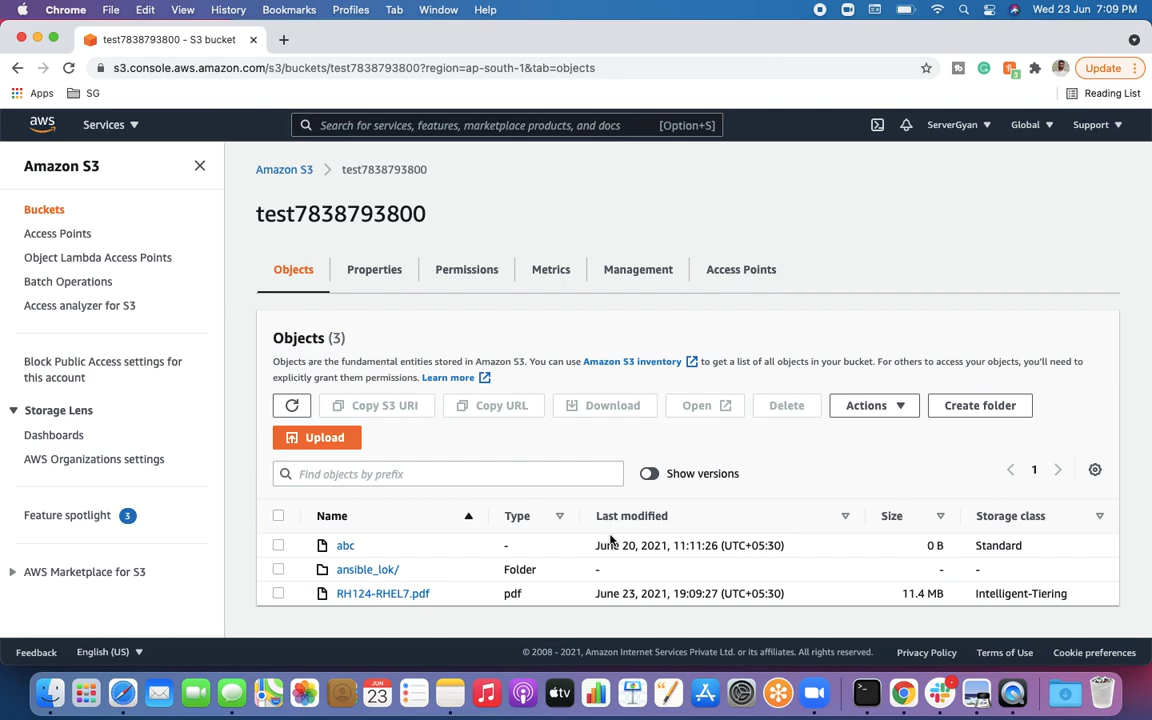 Chrome File Edit View History Bookmarks Profiles Tab Window Help Wed 23 Jun 7:09 PM
test7838793800 - S3 bucket
s3.console.aws.amazon.com/s3/buckets/test7838793800?region=ap-south-1&tab=objects Update
Apps SG Reading List
aws Services Search for services, features, marketplace products, and docs [Option+S] ServerGyan Global Support
Amazon S3
Buckets
Access Points
Object Lambda Access Points
Batch Operations
Access analyzer for S3
Block Public Access settings for
this account
Storage Lens
Dashboards
AWS Organizations settings
Feature spotlight 3
AWS Marketplace for S3
Amazon S3 > test7838793800
test7838793800
Objects Properties Permissions Metrics Management Access Points
Objects (3)
Objects are the fundamental entities stored in Amazon S3. You can use Amazon S3 inventory to get a list of all objects in your bucket. For others to access your objects, you'll need to
explicitly grant them permissions. Learn more
Copy S3 URI Copy URL Download Open Delete Actions Create folder
Upload
Find objects by prefix Show versions 1
Name Type Last modified Size Storage class
abc - June 20, 2021, 11:11:26 (UTC+05:30) 0 B Standard
ansible_lok/ Folder - - -
RH124-RHEL7.pdf pdf June 23, 2021, 19:09:27 (UTC+05:30) 11.4 MB Intelligent-Tiering
Feedback English (US) © 2008 - 2021, Amazon Internet Services Private Ltd. or its affiliates. All rights reserved. Privacy Policy Terms of Use Cookie preferences
JUN
23
tv